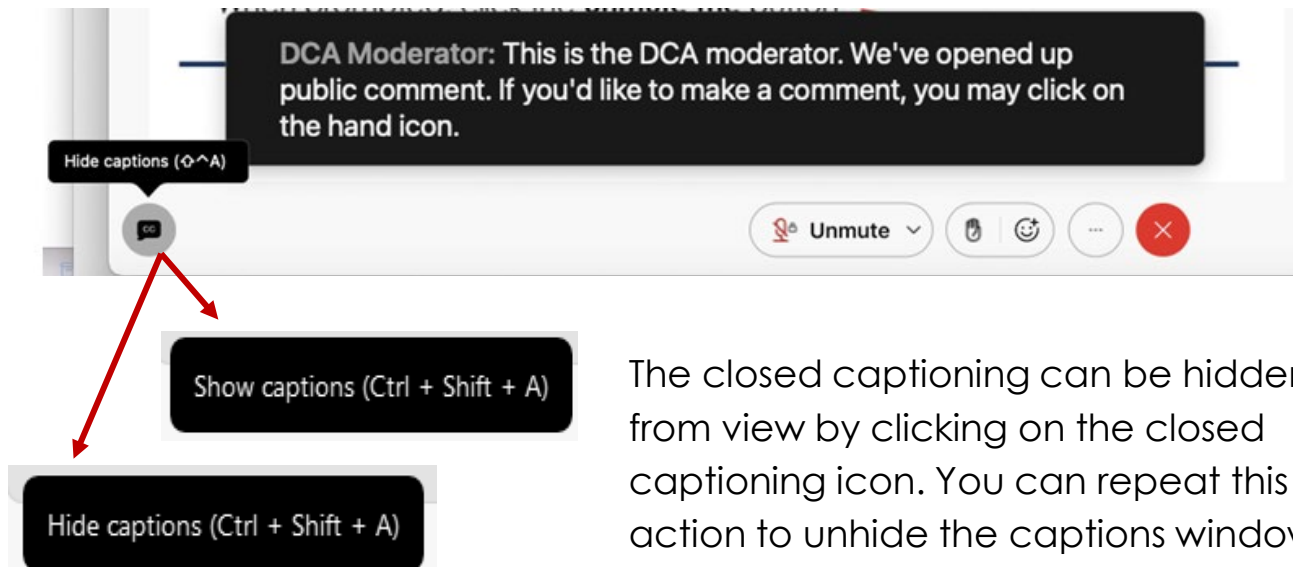 DCA Moderator: This is the DCA moderator. We've opened up
public comment. If you'd like to make a comment, you may click on
the hand icon.
Hide captions (⇧^A)
CC
Unmute
Show captions (Ctrl + Shift + A)
Hide captions (Ctrl + Shift + A)
The closed captioning can be hidden
from view by clicking on the closed
captioning icon. You can repeat this
action to unhide the captions window